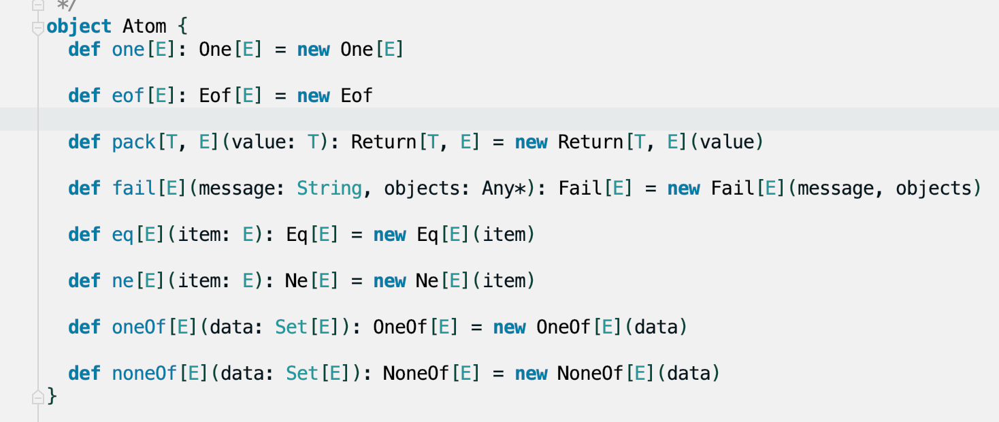 */
object Atom {
  def one[E]: One[E] = new One[E]
  def eof[E]: Eof[E] = new Eof
  def pack[T, E](value: T): Return[T, E] = new Return[T, E](value)
  def fail[E](message: String, objects: Any*): Fail[E] = new Fail[E](message, objects)
  def eq[E](item: E): Eq[E] = new Eq[E](item)
  def ne[E](item: E): Ne[E] = new Ne[E](item)
  def oneOf[E](data: Set[E]): OneOf[E] = new OneOf[E](data)
  def noneOf[E](data: Set[E]): NoneOf[E] = new NoneOf[E](data)
}